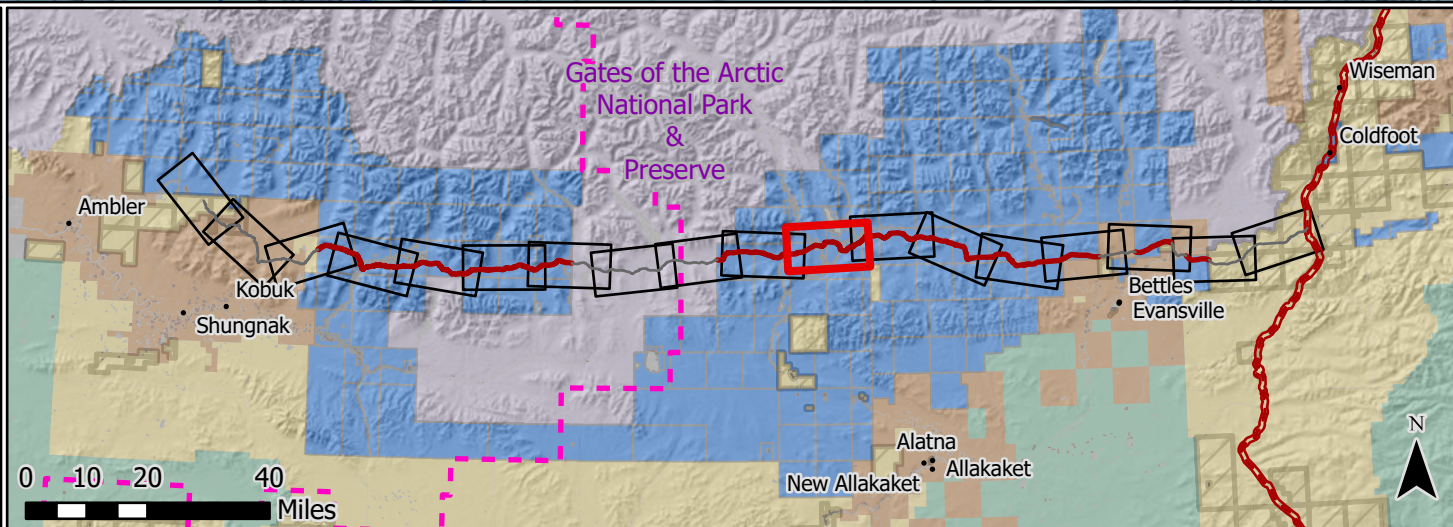 Gates of the Arctic
National Park
&
Preserve
Wiseman
Coldfoot
Ambler
Kobuk
Shungnak
Bettles
Evansville
Alatna
Allakaket
New Allakaket
0 10 20 40
Miles
N